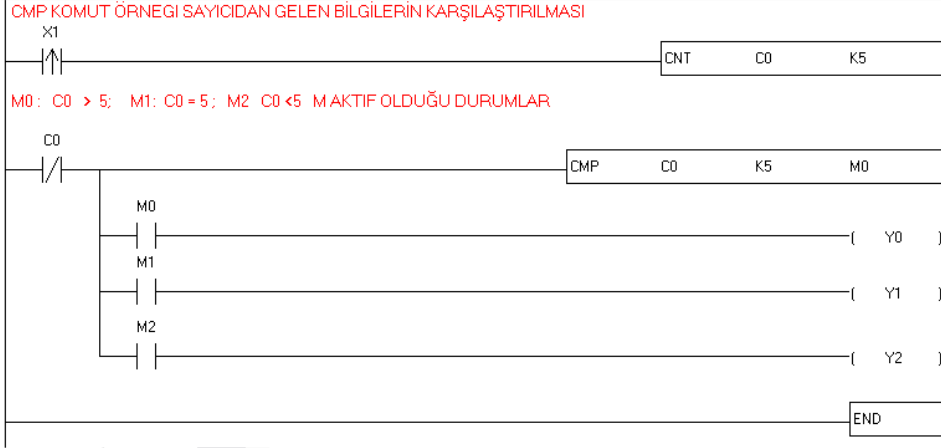 CMP KOMUT ÖRNEGI SAYICIDAN GELEN BİLGİLERİN KARŞILAŞTIRILMASI
X1
CNT C0 K5
M0 : C0 > 5; M1: C0 = 5 ; M2 C0 <5 M AKTIF OLDUĞU DURUMLAR
C0
CMP C0 K5 M0
M0
( Y0 )
M1
( Y1 )
M2
( Y2 )
END